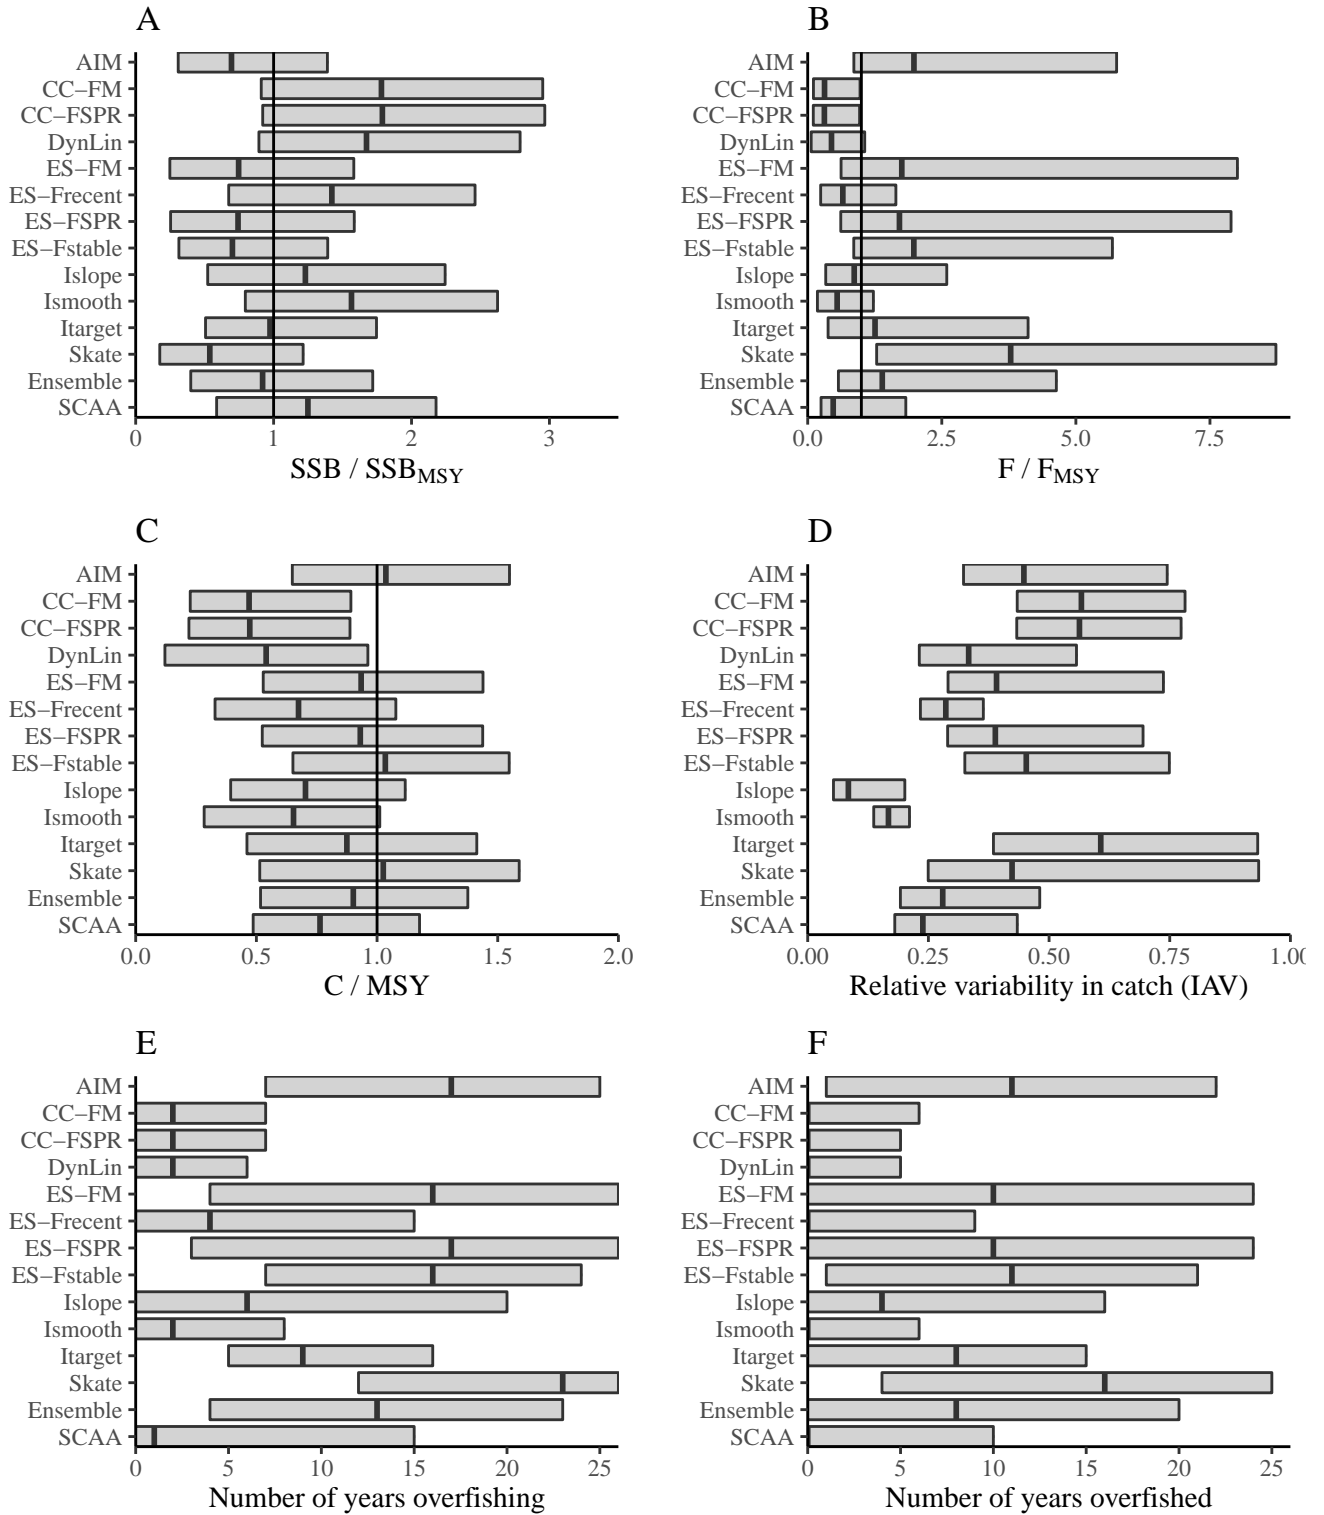 A
AIM
CC−FM
CC−FSPR
DynLin
ES−FM
ES−Frecent
ES−FSPR
ES−Fstable
Islope
Ismooth
Itarget
Skate
Ensemble
SCAA
0 1 2 3
SSB / SSBMSY
B
AIM
CC−FM
CC−FSPR
DynLin
ES−FM
ES−Frecent
ES−FSPR
ES−Fstable
Islope
Ismooth
Itarget
Skate
Ensemble
SCAA
0.0 2.5 5.0 7.5
F / FMSY
C
AIM
CC−FM
CC−FSPR
DynLin
ES−FM
ES−Frecent
ES−FSPR
ES−Fstable
Islope
Ismooth
Itarget
Skate
Ensemble
SCAA
0.0 0.5 1.0 1.5 2.0
C / MSY
D
AIM
CC−FM
CC−FSPR
DynLin
ES−FM
ES−Frecent
ES−FSPR
ES−Fstable
Islope
Ismooth
Itarget
Skate
Ensemble
SCAA
0.00 0.25 0.50 0.75 1.00
Relative variability in catch (IAV)
E
AIM
CC−FM
CC−FSPR
DynLin
ES−FM
ES−Frecent
ES−FSPR
ES−Fstable
Islope
Ismooth
Itarget
Skate
Ensemble
SCAA
0 5 10 15 20 25
Number of years overfishing
F
AIM
CC−FM
CC−FSPR
DynLin
ES−FM
ES−Frecent
ES−FSPR
ES−Fstable
Islope
Ismooth
Itarget
Skate
Ensemble
SCAA
0 5 10 15 20 25
Number of years overfished